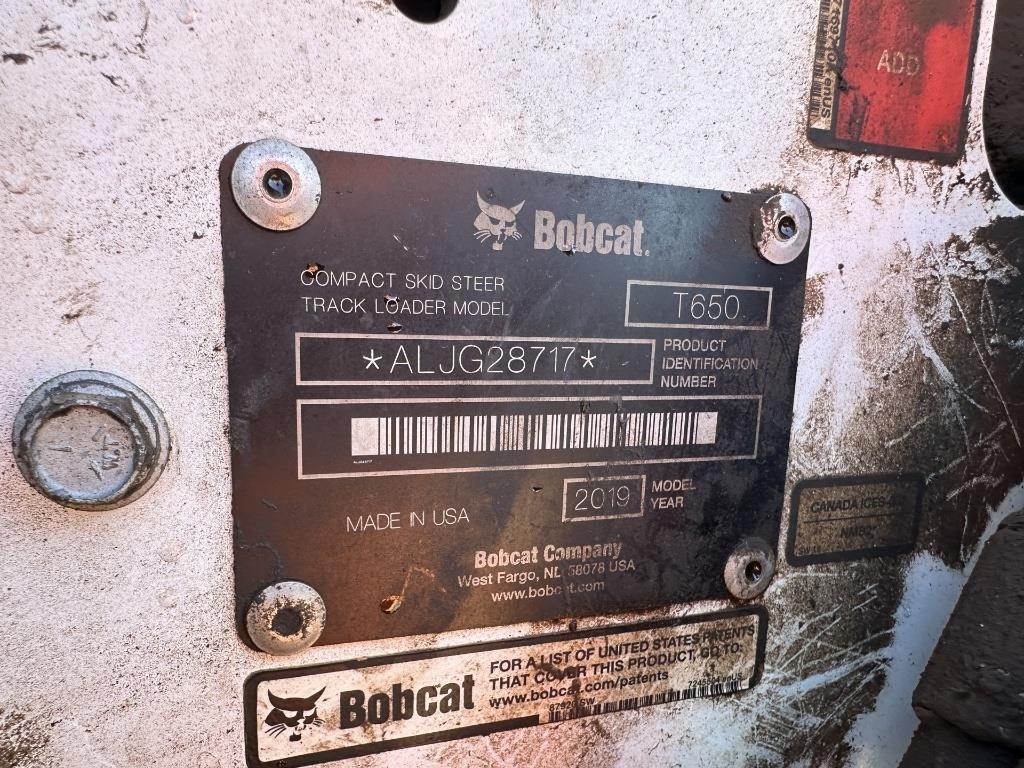 ADD
Bobcat.
COMPACT SKID STEER
TRACK LOADER MODEL
T650
*ALJG28717*
PRODUCT
IDENTIFICATION
NUMBER
2019
MODEL
YEAR
MADE IN USA
Bobcat Company
West Fargo, ND 58078 USA
www.bobcat.com
CANADA ICES-
Bobcat
FOR A LIST OF UNITED STATES PATENTS
THAT COVER THIS PRODUCT, GO TO:
www.bobcat.com/patents